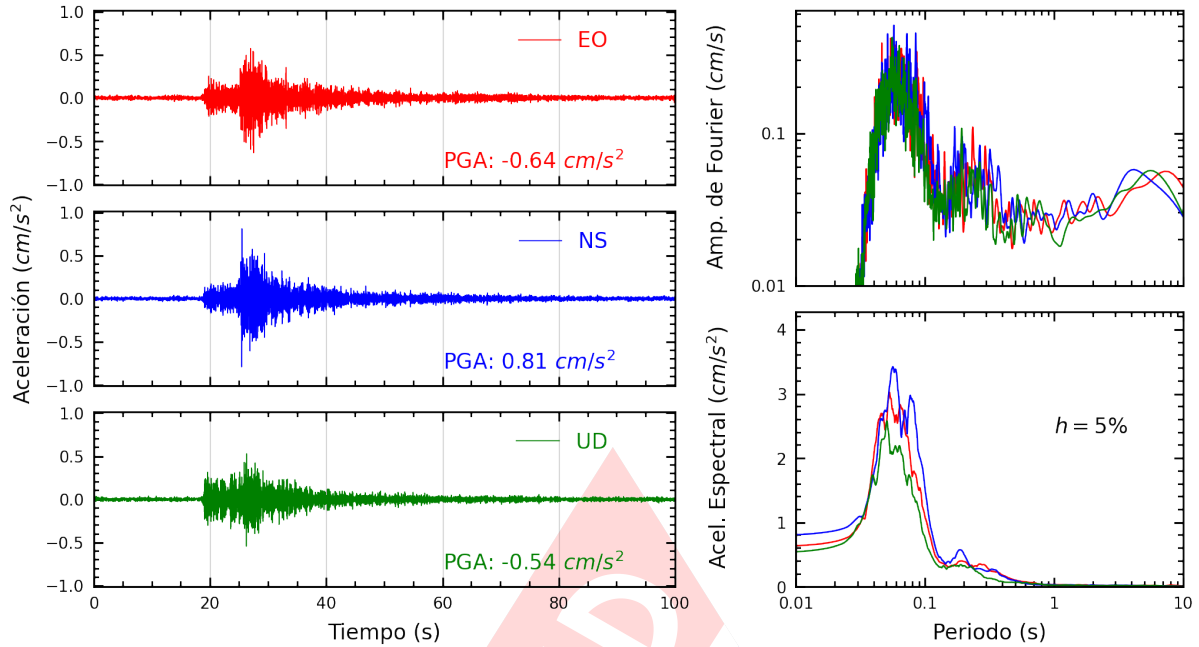 Aceleración (cm/s²)
1.0
0.5
0.0
−0.5
−1.0
EO
PGA: -0.64 cm/s²
1.0
0.5
0.0
−0.5
−1.0
NS
PGA: 0.81 cm/s²
1.0
0.5
0.0
−0.5
−1.0
UD
PGA: -0.54 cm/s²
0 20 40 60 80 100
Tiempo (s)
Amp. de Fourier (cm/s)
0.1
0.01
Acel. Espectral (cm/s²)
4
3
2
1
0
h = 5%
0.01 0.1 1 10
Periodo (s)